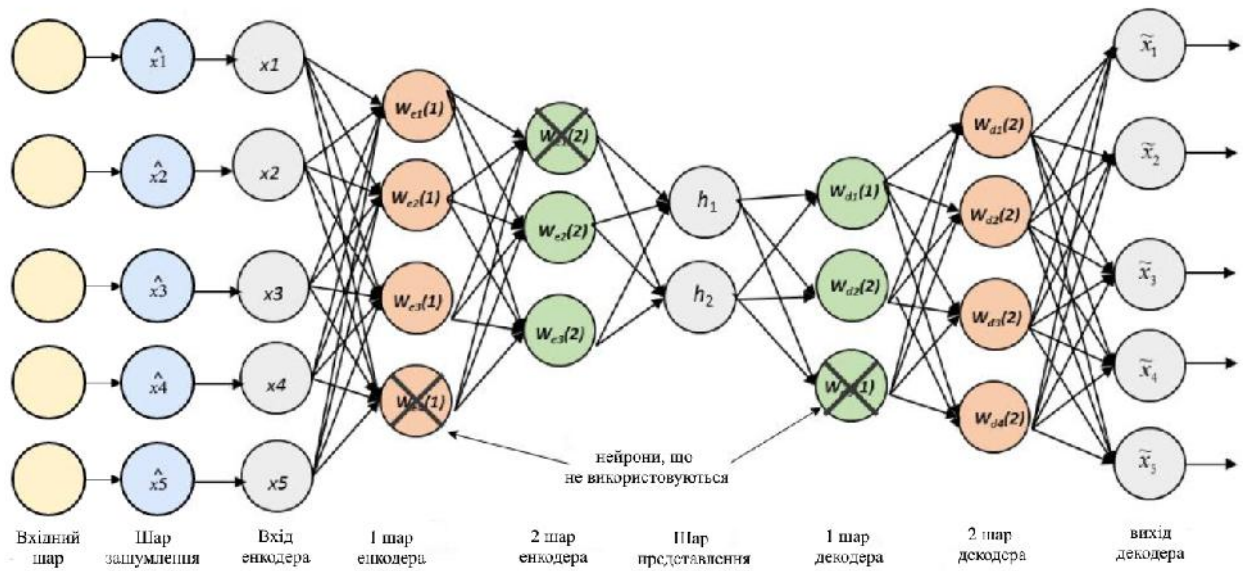 x̂1
x̂2
x̂3
x̂4
x̂5
x1
x2
x3
x4
x5
We1(1)
We2(1)
We3(1)
We2(2)
We3(2)
h1
h2
Wd1(1)
Wd2(2)
Wd1(2)
Wd2(2)
Wd3(2)
Wd4(2)
x̃1
x̃2
x̃3
x̃4
x̃5
нейрони, що
не використовуються
Вхідний
шар
Шар
зашумлення
Вхід
енкодера
1 шар
енкодера
2 шар
енкодера
Шар
представлення
1 шар
декодера
2 шар
декодера
вихід
декодера